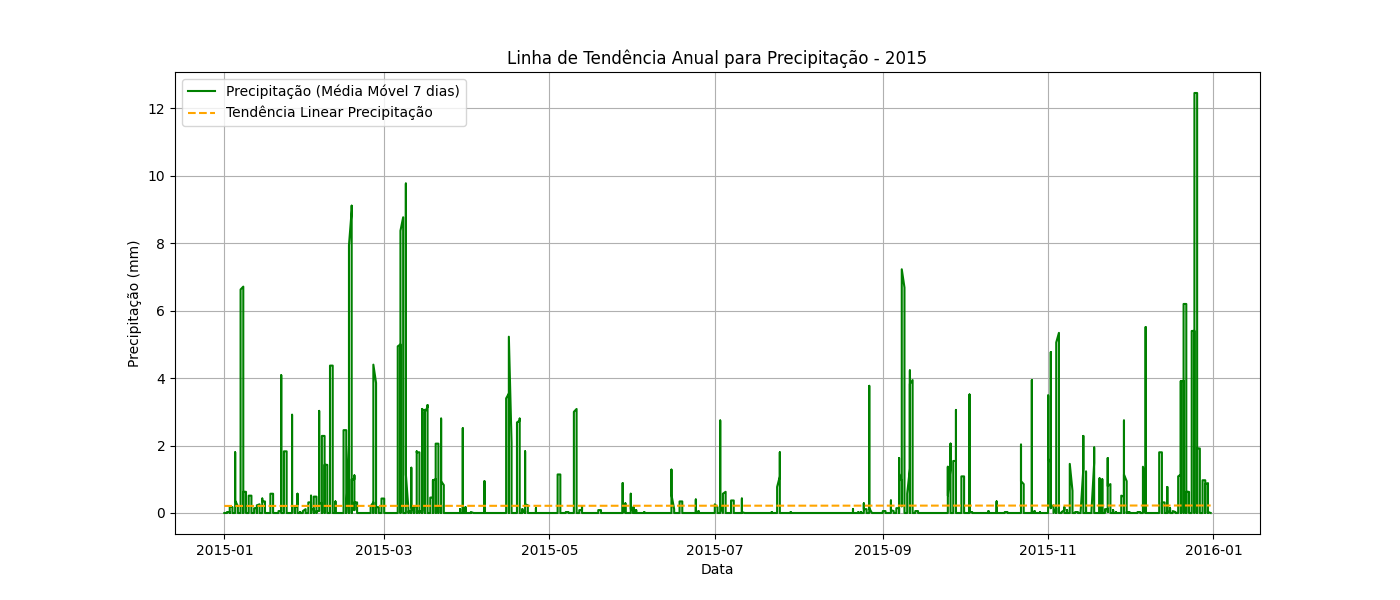 Linha de Tendência Anual para Precipitação - 2015
Precipitação (Média Móvel 7 dias)
Tendência Linear Precipitação
Precipitação (mm)
12
10
8
6
4
2
0
2015-01 2015-03 2015-05 2015-07 2015-09 2015-11 2016-01
Data